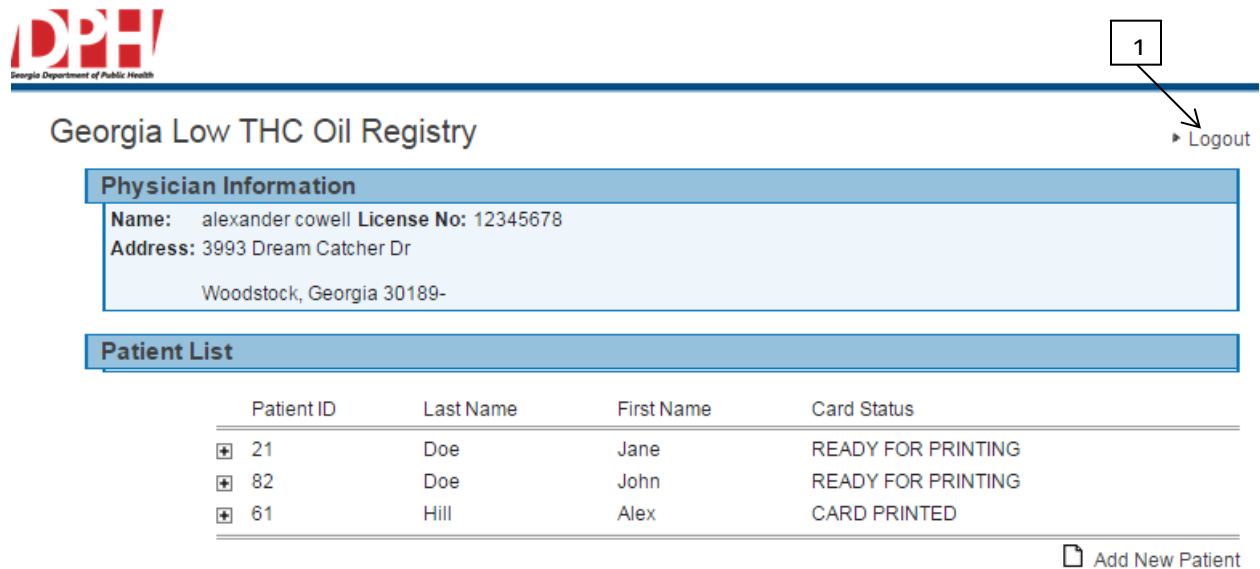 DPH
Georgia Department of Public Health
1
Georgia Low THC Oil Registry
Logout
Physician Information
Name: alexander cowell License No: 12345678
Address: 3993 Dream Catcher Dr
Woodstock, Georgia 30189-
Patient List
Patient ID Last Name First Name Card Status
21 Doe Jane READY FOR PRINTING
82 Doe John READY FOR PRINTING
61 Hill Alex CARD PRINTED
Add New Patient